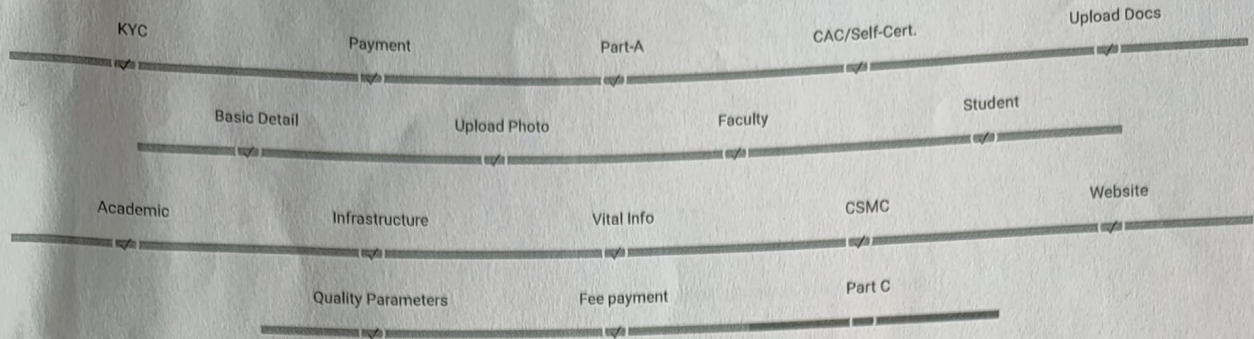 KYC Payment Part-A CAC/Self-Cert. Upload Docs
Basic Detail Upload Photo Faculty Student
Academic Infrastructure Vital Info CSMC Website
Quality Parameters Fee payment Part C